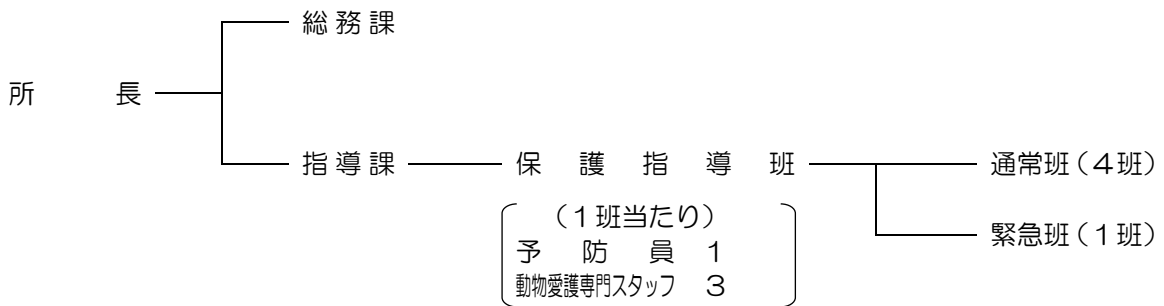 総務課
所　　長
指導課　保　護　指　導　班　通常班（４班）
（１班当たり）
予　防　員　１
緊急班（１班）
動物愛護専門スタッフ　３